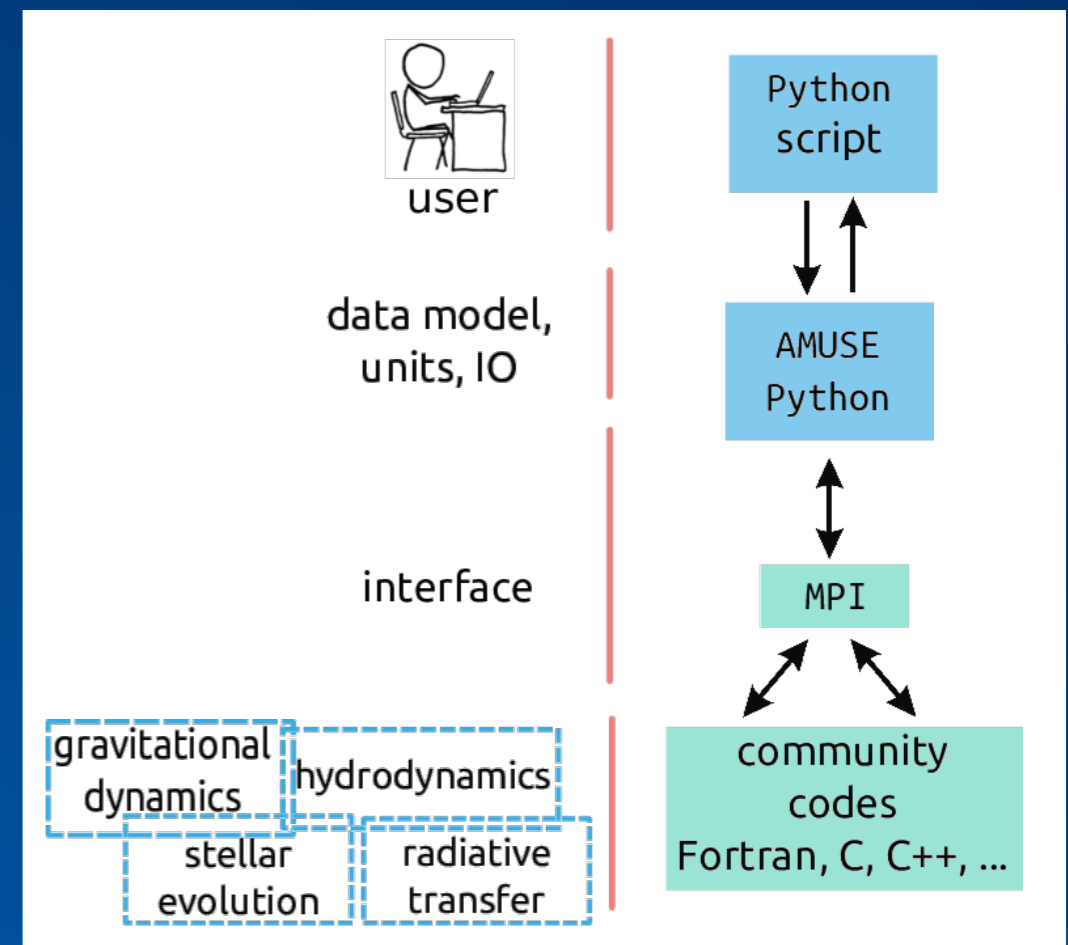 user
Python
script
data model,
units, IO
AMUSE
Python
interface
MPI
gravitational
dynamics
hydrodynamics
stellar
evolution
radiative
transfer
community
codes
Fortran, C, C++, ...